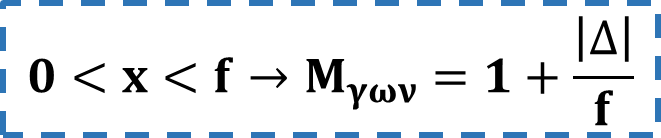 0 < x < f → M_γων = 1 + |Δ|/f